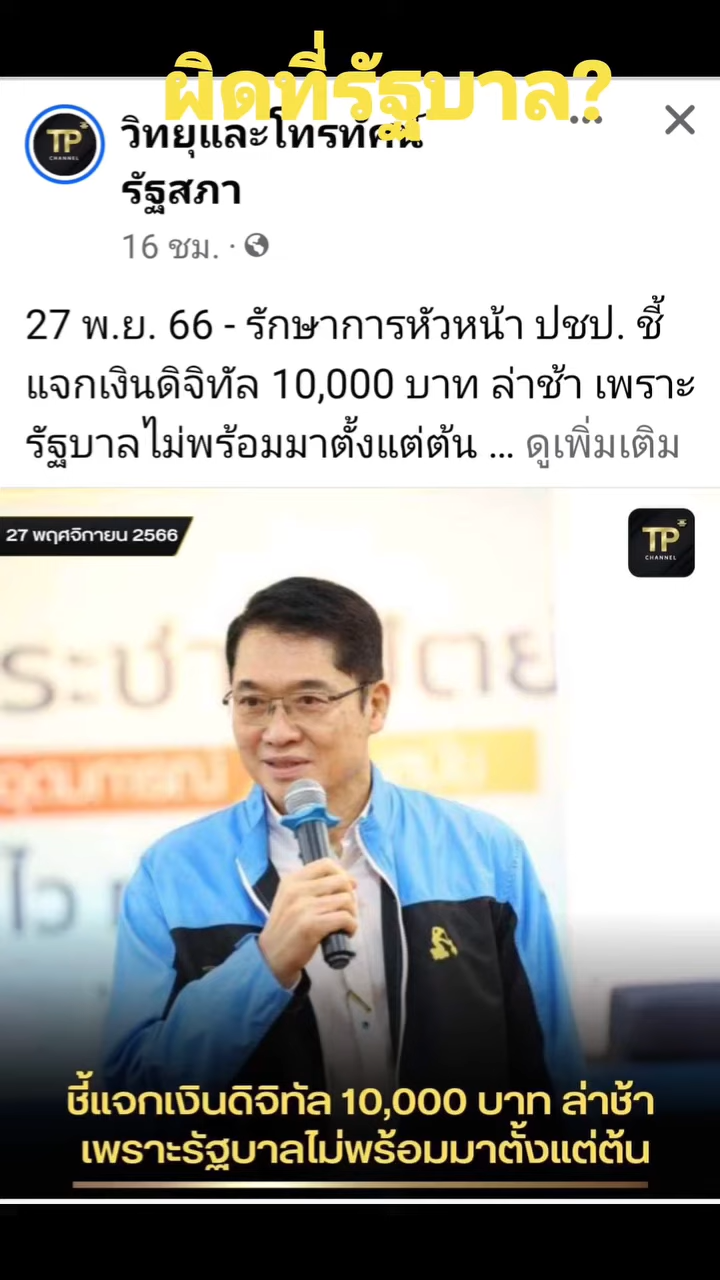 ผิดที่รัฐบาล?
TP
CHANNEL
วิทยุและโทรทัศน์
รัฐสภา
16 ชม. ·
27 พ.ย. 66 - รักษาการหัวหน้า ปชป. ชี้
แจกเงินดิจิทัล 10,000 บาท ล่าช้า เพราะ
รัฐบาลไม่พร้อมมาตั้งแต่ต้น ... ดูเพิ่มเติม
27 พฤศจิกายน 2566
TP
CHANNEL
อุดมการณ์
ชี้แจกเงินดิจิทัล 10,000 บาท ล่าช้า
เพราะรัฐบาลไม่พร้อมมาตั้งแต่ต้น